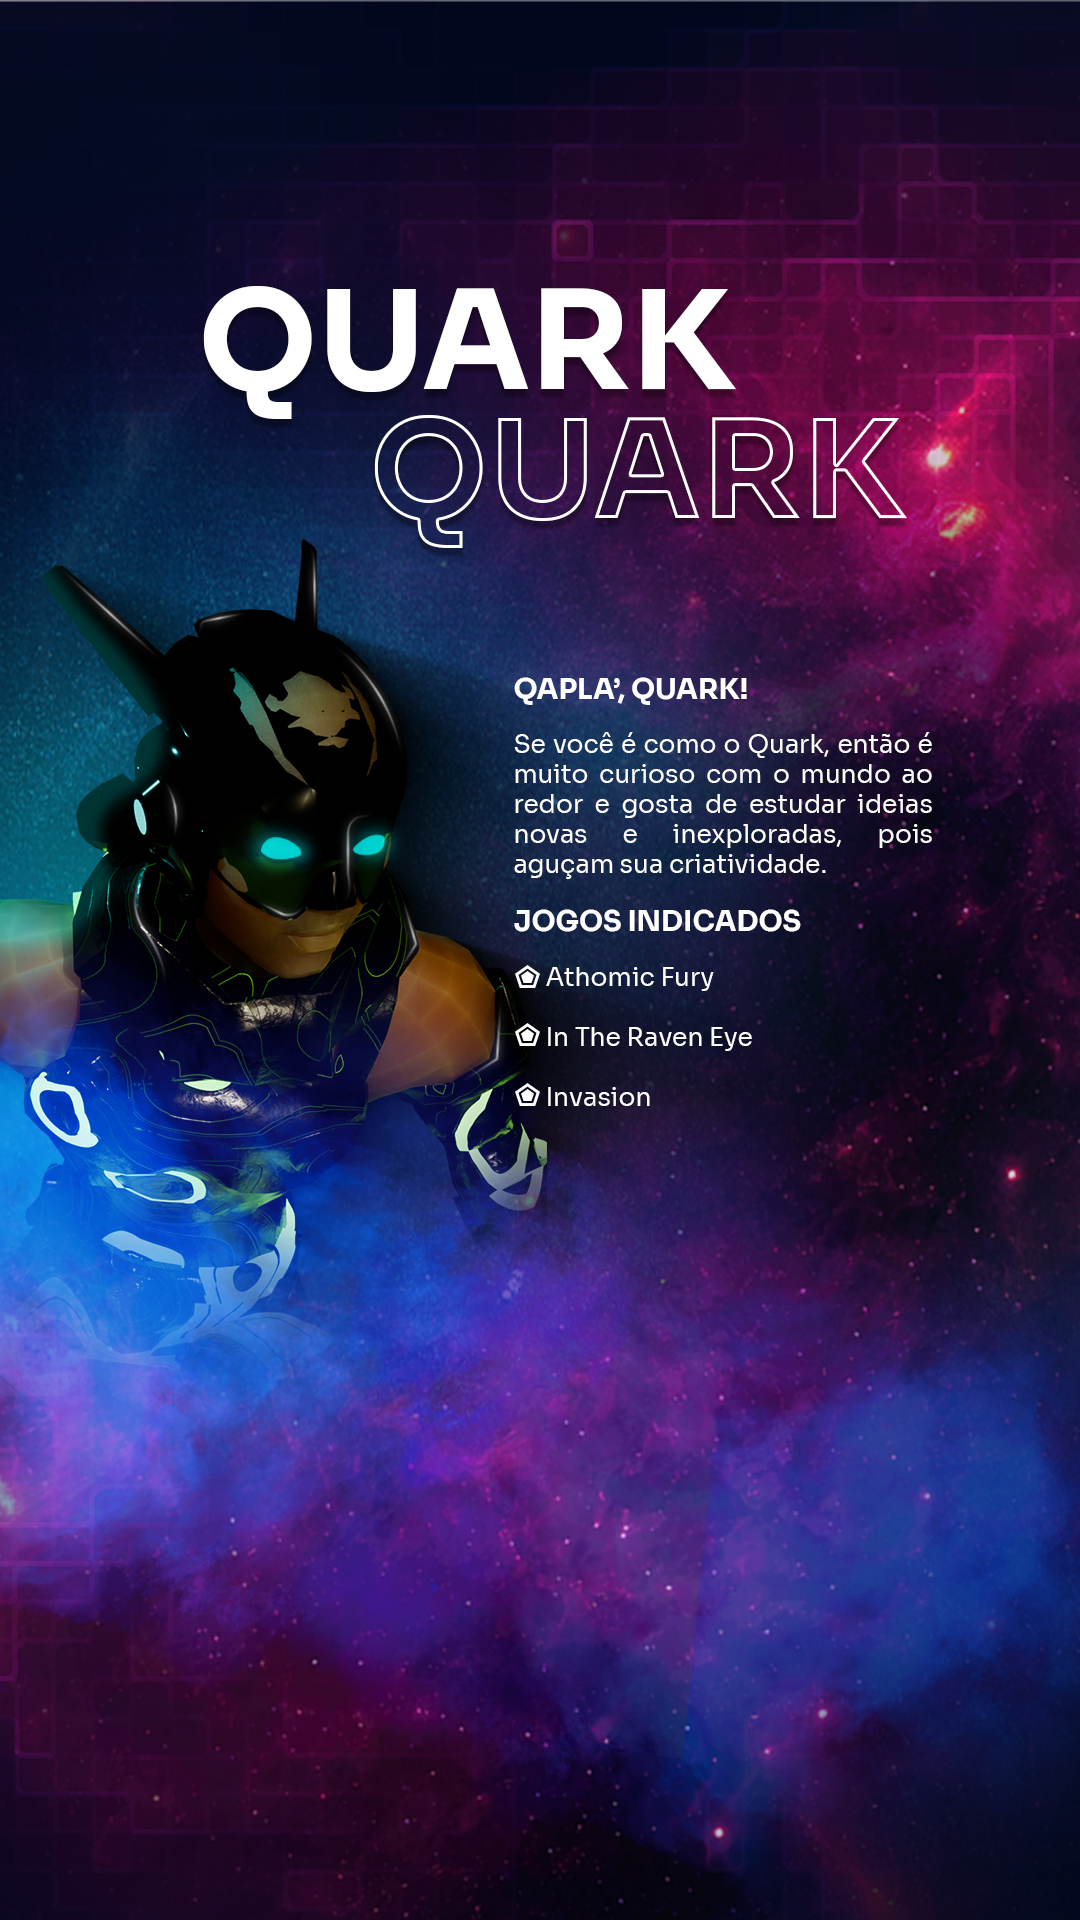 QUARK
QUARK
QAPLA’, QUARK!
Se você é como o Quark, então é
muito curioso com o mundo ao
redor e gosta de estudar ideias
novas e inexploradas, pois
aguçam sua criatividade.
JOGOS INDICADOS
Athomic Fury
In The Raven Eye
Invasion